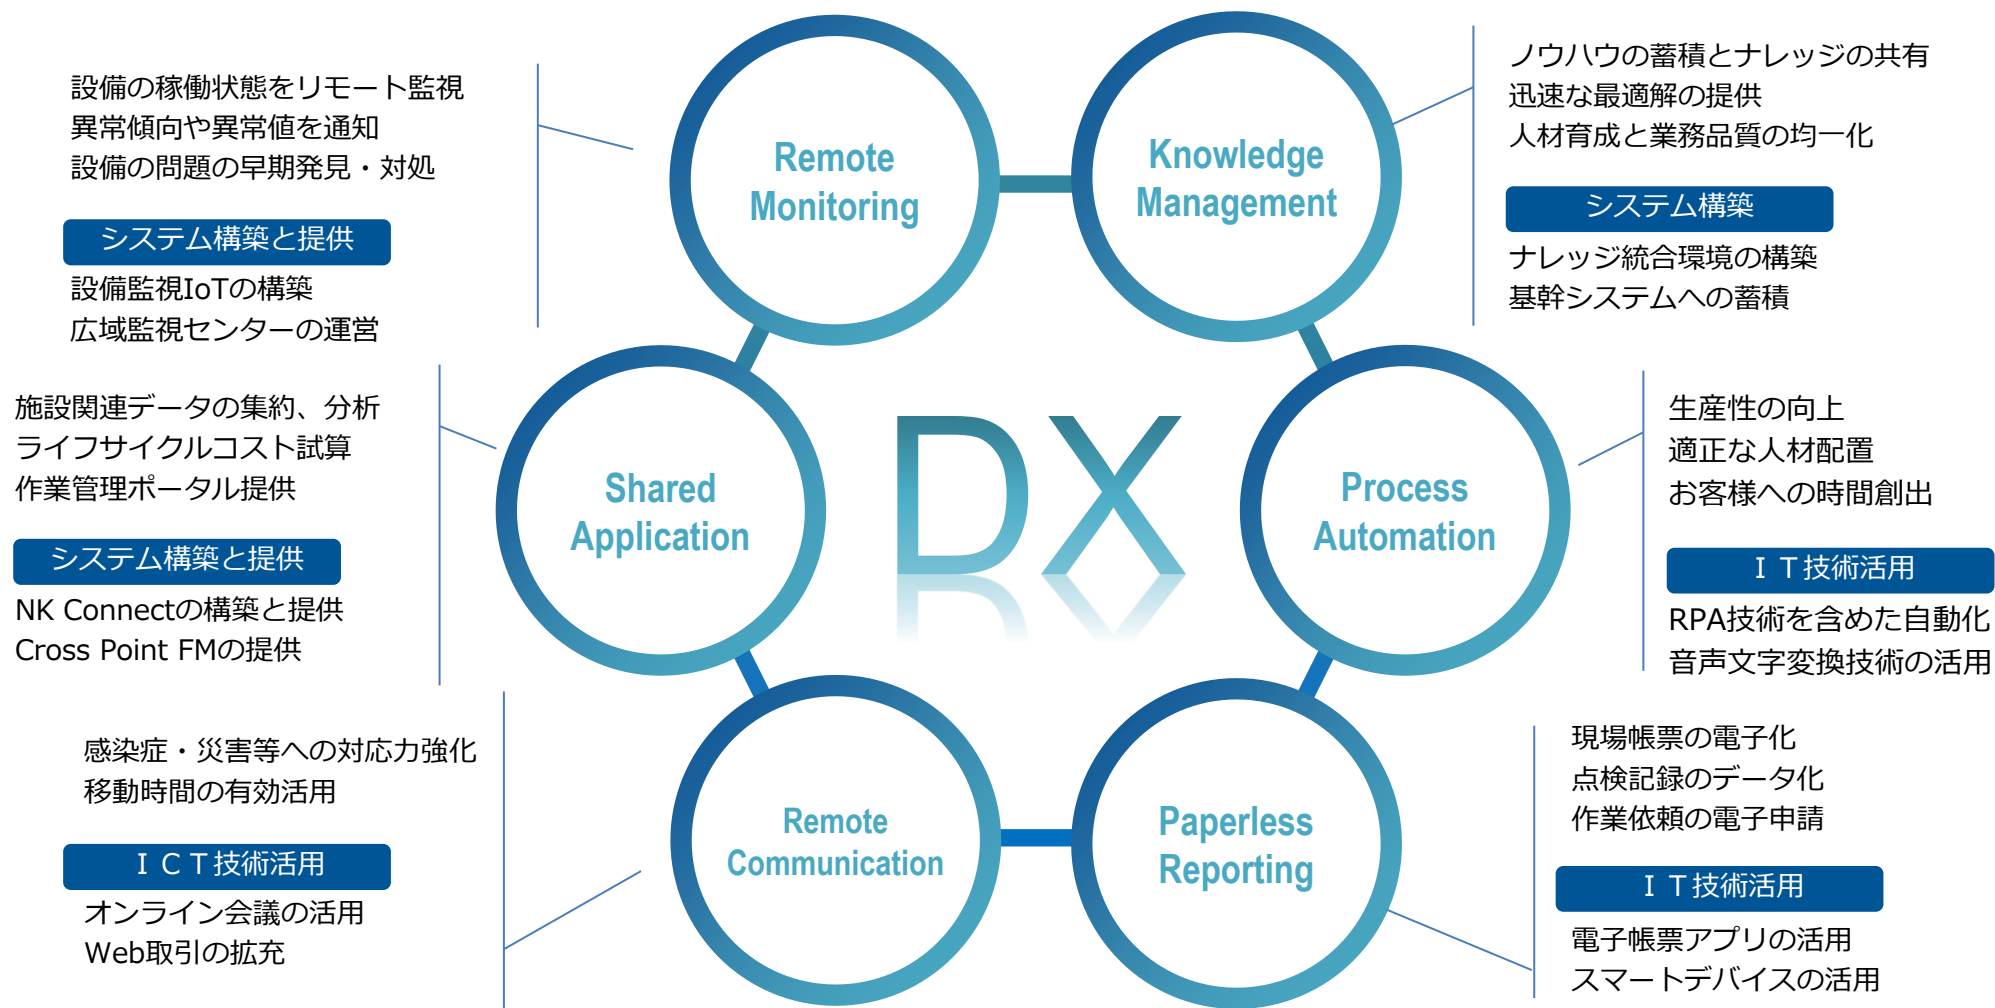 設備の稼働状態をリモート監視
異常傾向や異常値を通知
設備の問題の早期発見・対処
システム構築と提供
設備監視IoTの構築
広域監視センターの運営
Remote
Monitoring
Knowledge
Management
ノウハウの蓄積とナレッジの共有
迅速な最適解の提供
人材育成と業務品質の均一化
システム構築
ナレッジ統合環境の構築
基幹システムへの蓄積
施設関連データの集約、分析
ライフサイクルコスト試算
作業管理ポータル提供
システム構築と提供
NK Connectの構築と提供
Cross Point FMの提供
Shared
Application
DX
Process
Automation
生産性の向上
適正な人材配置
お客様への時間創出
ＩＴ技術活用
RPA技術を含めた自動化
音声文字変換技術の活用
感染症・災害等への対応力強化
移動時間の有効活用
ＩＣＴ技術活用
オンライン会議の活用
Web取引の拡充
Remote
Communication
Paperless
Reporting
現場帳票の電子化
点検記録のデータ化
作業依頼の電子申請
ＩＴ技術活用
電子帳票アプリの活用
スマートデバイスの活用